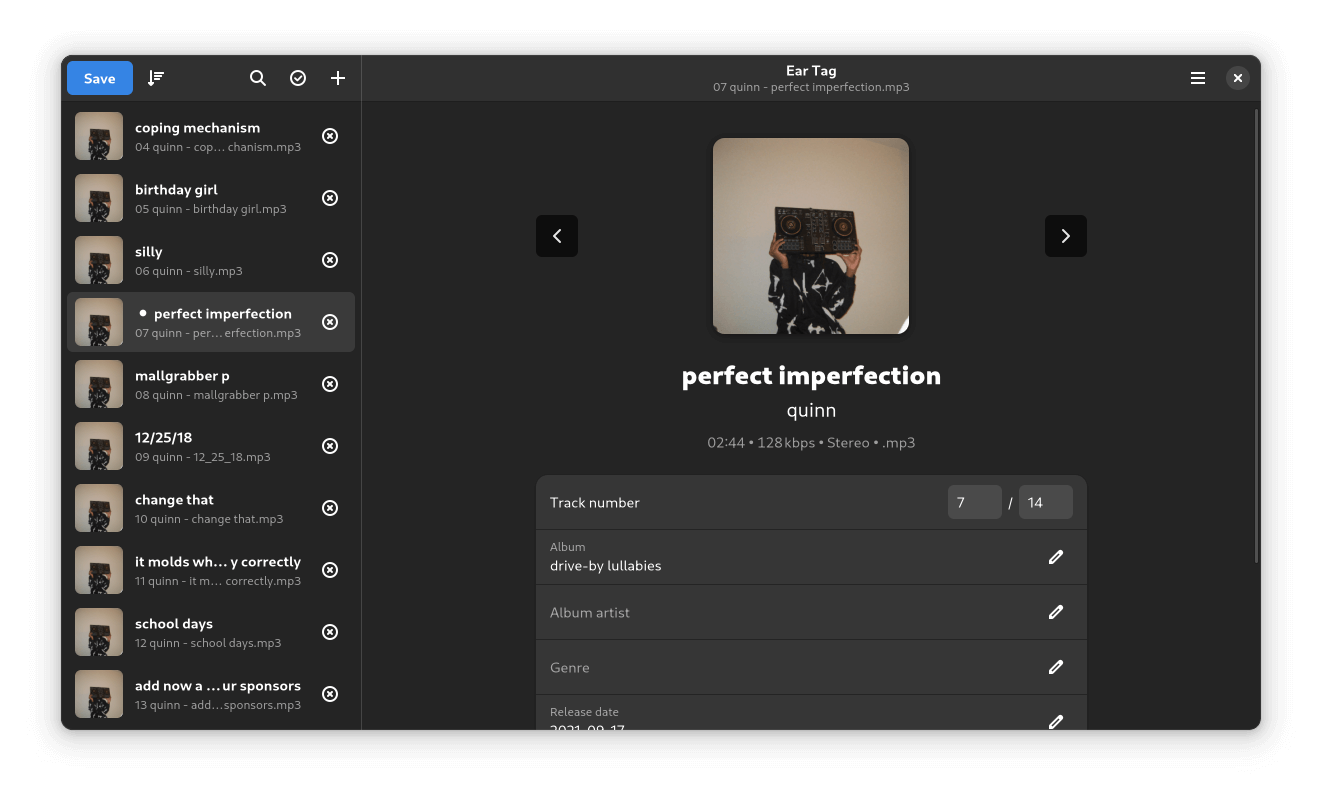 Save
coping mechanism
04 quinn - cop… chanism.mp3
birthday girl
05 quinn - birthday girl.mp3
silly
06 quinn - silly.mp3
• perfect imperfection
07 quinn - per… erfection.mp3
mallgrabber p
08 quinn - mallgrabber p.mp3
12/25/18
09 quinn - 12_25_18.mp3
change that
10 quinn - change that.mp3
it molds wh… y correctly
11 quinn - it m… correctly.mp3
school days
12 quinn - school days.mp3
add now a …ur sponsors
13 quinn - add…sponsors.mp3
Ear Tag
07 quinn - perfect imperfection.mp3
perfect imperfection
quinn
02:44 • 128 kbps • Stereo • .mp3
Track number 7 / 14
Album
drive-by lullabies
Album artist
Genre
Release date
2021-09-17